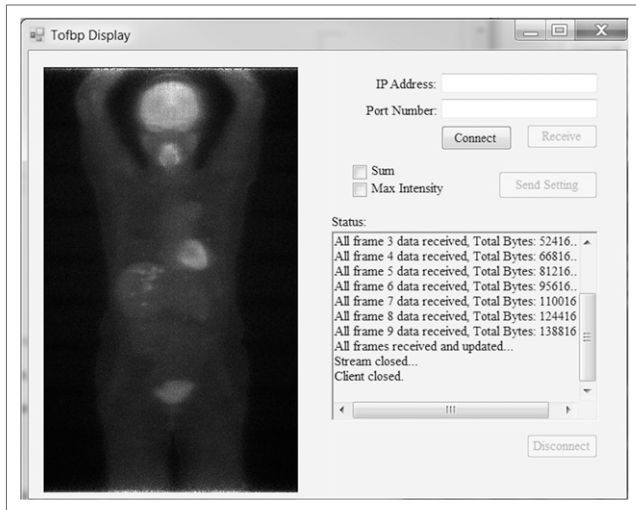 Tofbp Display
IP Address:
Port Number:
Connect Receive
Sum
Max Intensity
Send Setting
Status:
All frame 3 data received, Total Bytes: 52416..
All frame 4 data received, Total Bytes: 66816..
All frame 5 data received, Total Bytes: 81216..
All frame 6 data received, Total Bytes: 95616..
All frame 7 data received, Total Bytes: 110016
All frame 8 data received, Total Bytes: 124416
All frame 9 data received, Total Bytes: 138816
All frames received and updated...
Stream closed...
Client closed.
Disconnect